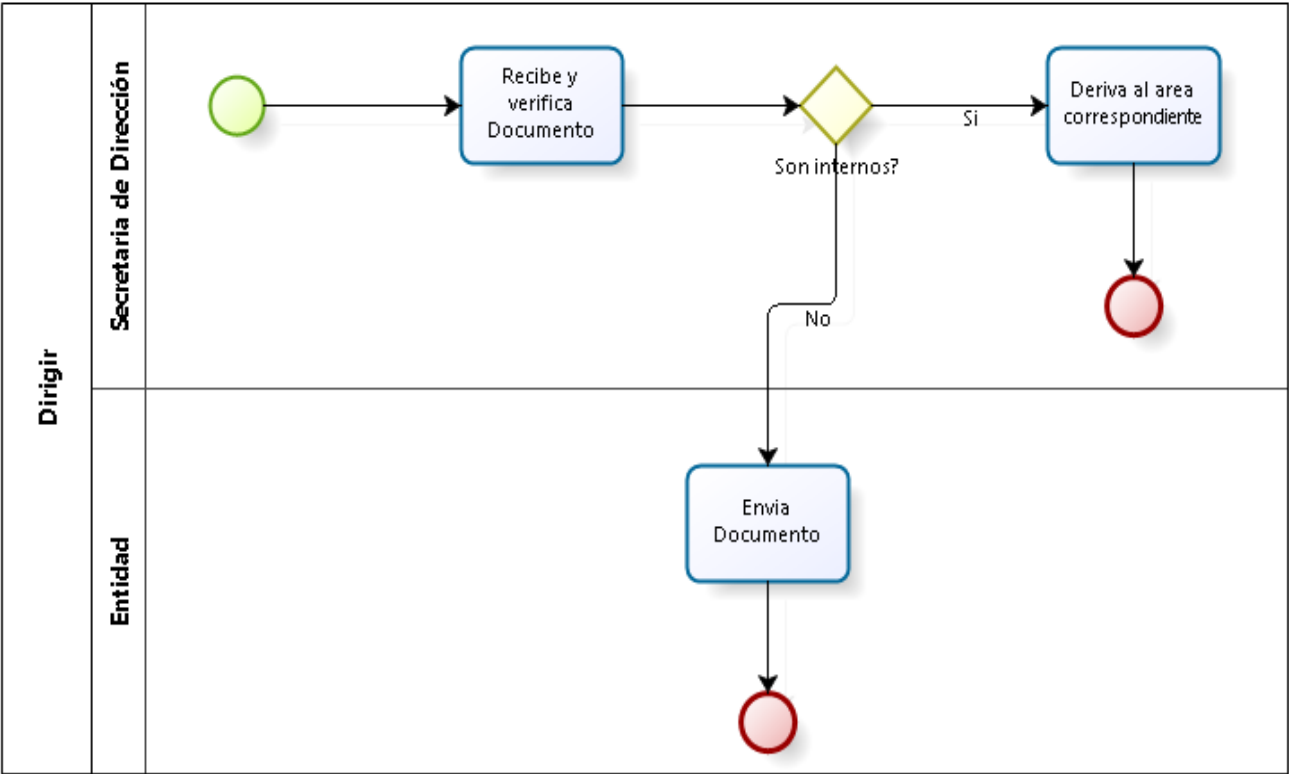 Dirigir
Secretaria de Dirección
Recibe y
verifica
Documento
Son internos?
Si
Deriva al area
correspondiente
No
Entidad
Envia
Documento